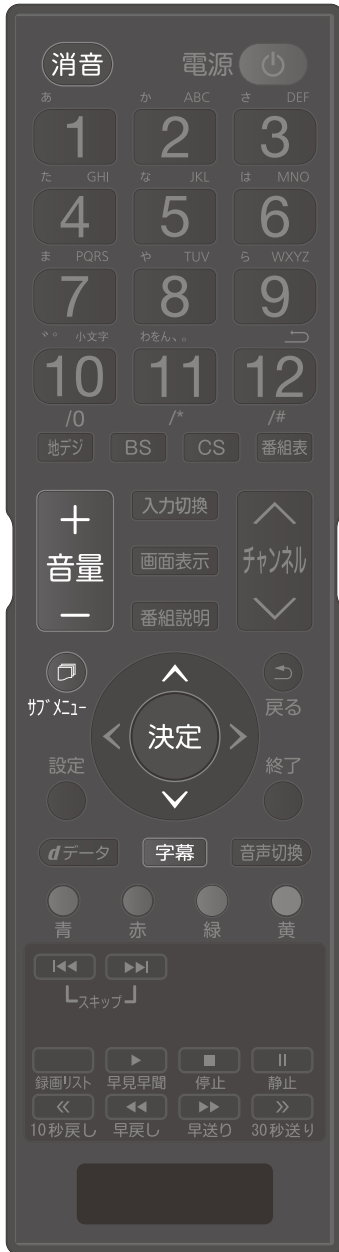 消音 電源
あ か ABC さ DEF
1 2 3
た GHI な JKL は MNO
4 5 6
ま PQRS や TUV ら WXYZ
7 8 9
゛゜ 小文字 わをん、。
10 11 12
/0 /* /#
地デジ BS CS 番組表
＋ 入力切換
音量 画面表示 チャンネル
－ 番組説明
サブメニュー 戻る
決定
設定 終了
dデータ 字幕 音声切換
青 赤 緑 黄
スキップ
録画リスト 早見早聞 停止 静止
10秒戻し 早戻し 早送り 30秒送り